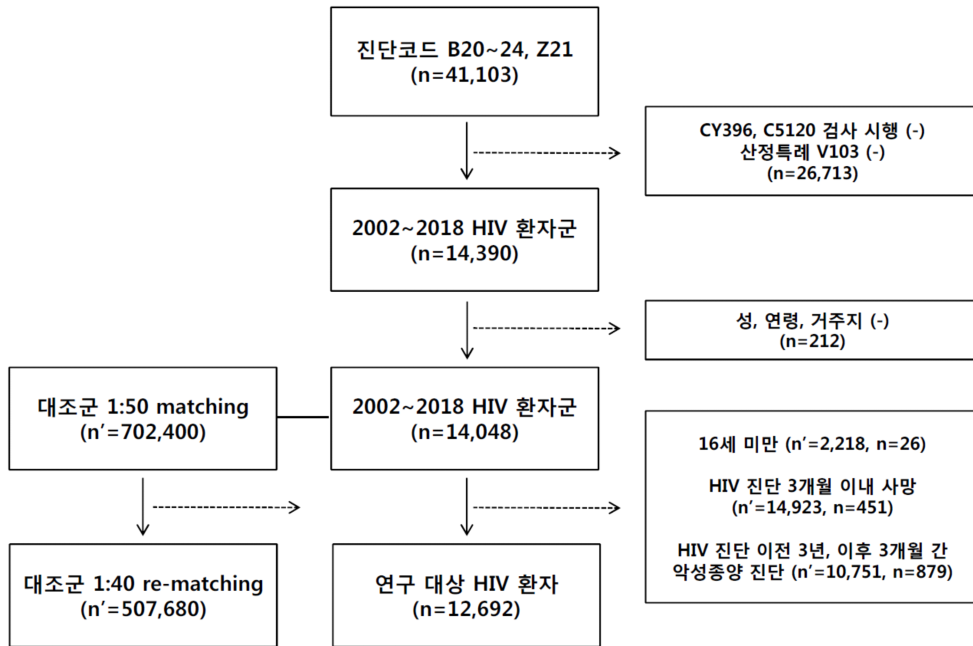 진단코드 B20~24, Z21
(n=41,103)
CY396, C5120 검사 시행 (-)
산정특례 V103 (-)
(n=26,713)
2002~2018 HIV 환자군
(n=14,390)
성, 연령, 거주지 (-)
(n=212)
대조군 1:50 matching
(n′=702,400)
2002~2018 HIV 환자군
(n=14,048)
16세 미만 (n′=2,218, n=26)
HIV 진단 3개월 이내 사망
(n′=14,923, n=451)
HIV 진단 이전 3년, 이후 3개월 간
악성종양 진단 (n′=10,751, n=879)
대조군 1:40 re-matching
(n′=507,680)
연구 대상 HIV 환자
(n=12,692)